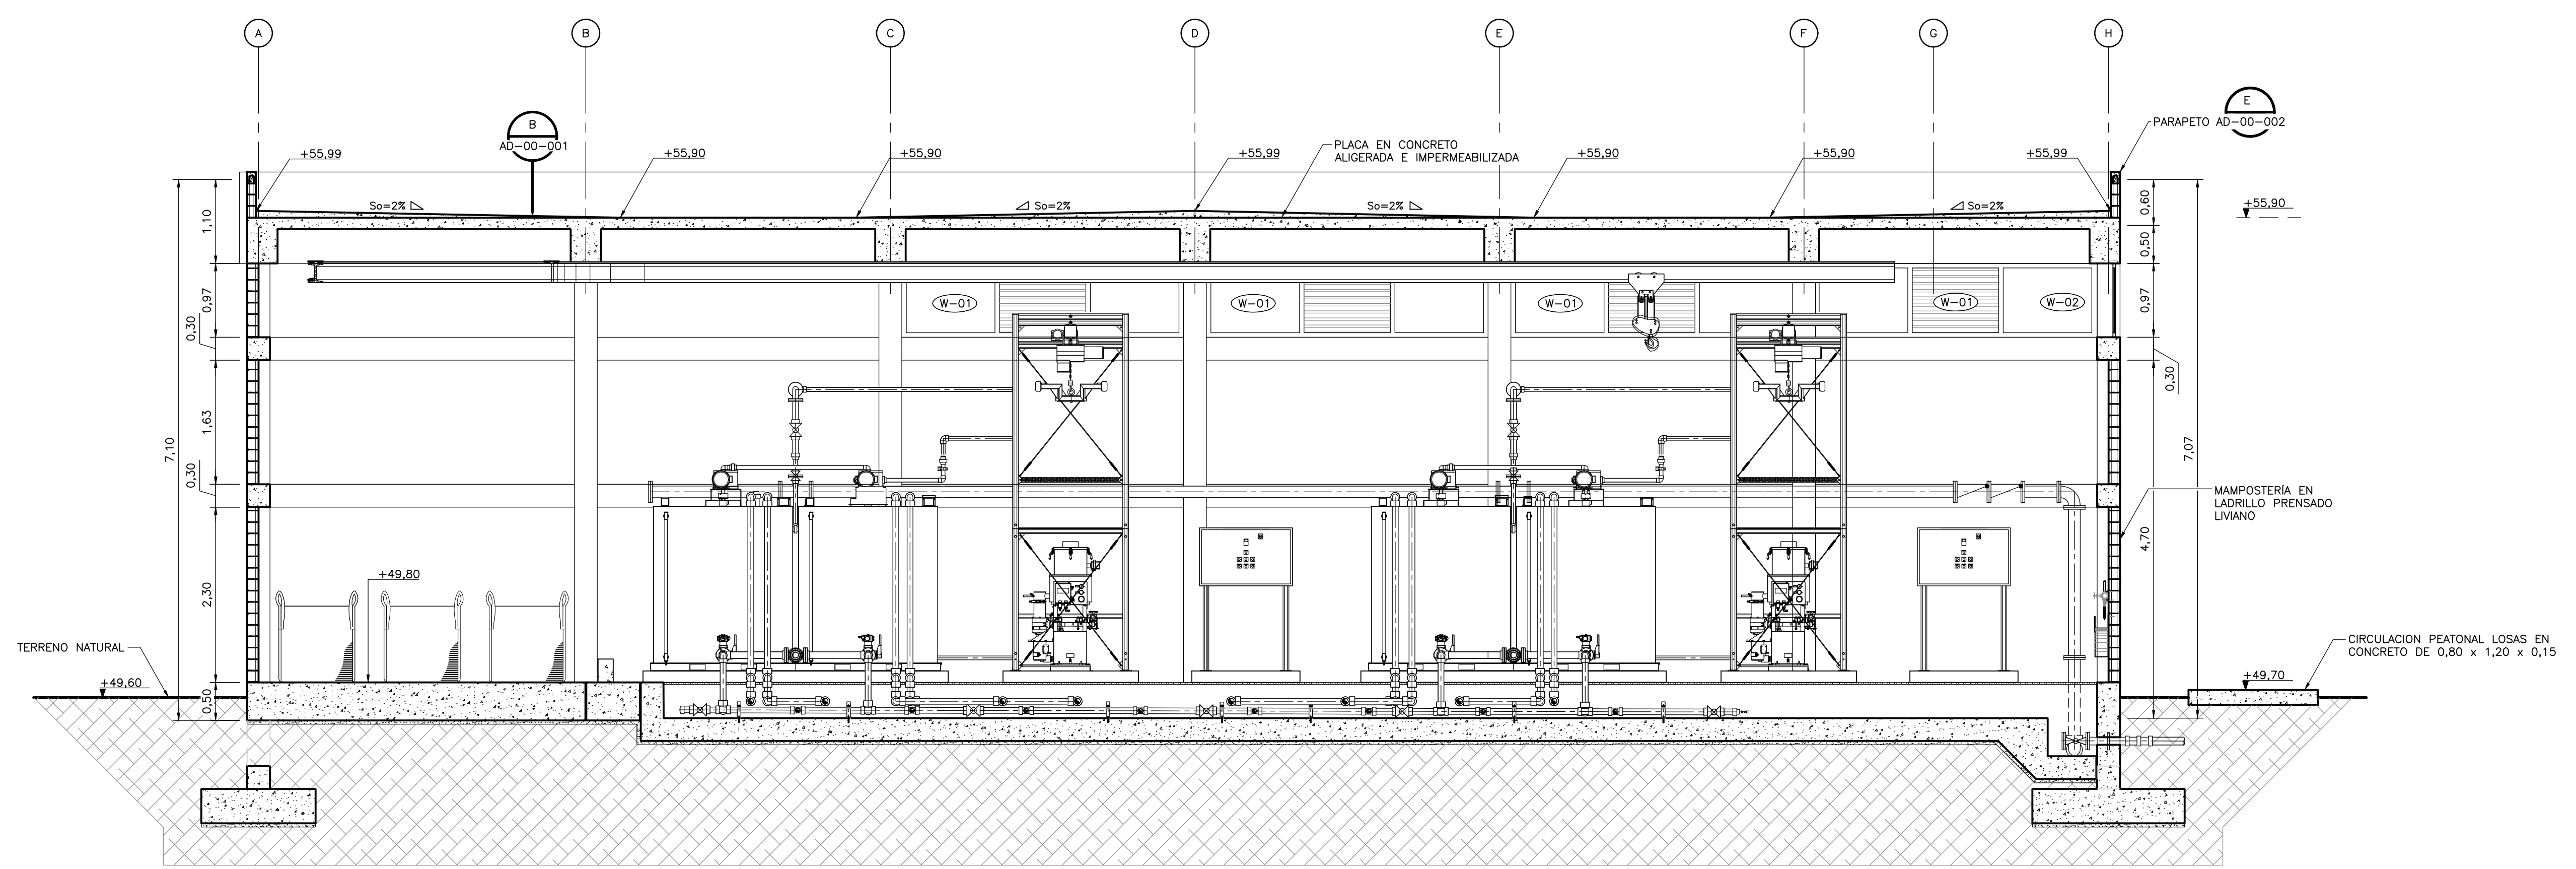 A
B
C
D
E
F
G
H
E
PARAPETO AD-00-002
B
AD-00-001
+55,99
+55,90
+55,90
PLACA EN CONCRETO
ALIGERADA E IMPERMEABILIZADA
+55,99
+55,90
+55,90
+55,99
So=2%
So=2%
So=2%
So=2%
+55,90
1,10
0,60
0,50
0,97
0,97
W-01
W-01
W-01
W-01
W-02
0,30
0,30
7,10
1,63
7,07
0,30
MAMPOSTERÍA EN
LADRILLO PRENSADO
LIVIANO
4,70
+49,80
2,30
TERRENO NATURAL
CIRCULACION PEATONAL LOSAS EN
CONCRETO DE 0,80 x 1,20 x 0,15
+49,60
+49,70
0,50